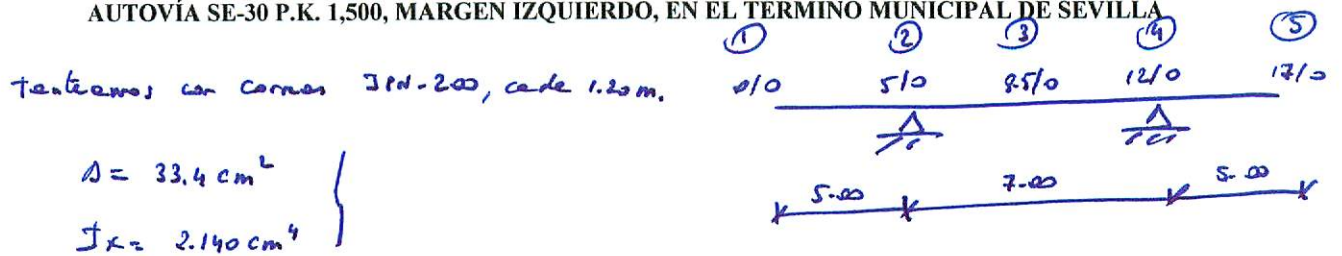 AUTOVÍA SE-30 P.K. 1,500, MARGEN IZQUIERDO, EN EL TERMINO MUNICIPAL DE SEVILLA
1 2 3 4 5
Tanteamos con correas IPN-200, cada 1.20 m. 0/0 5/0 8.5/0 12/0 17/0
A = 33.4 cm²
5.00 7.00 5.00
Ix = 2.140 cm⁴